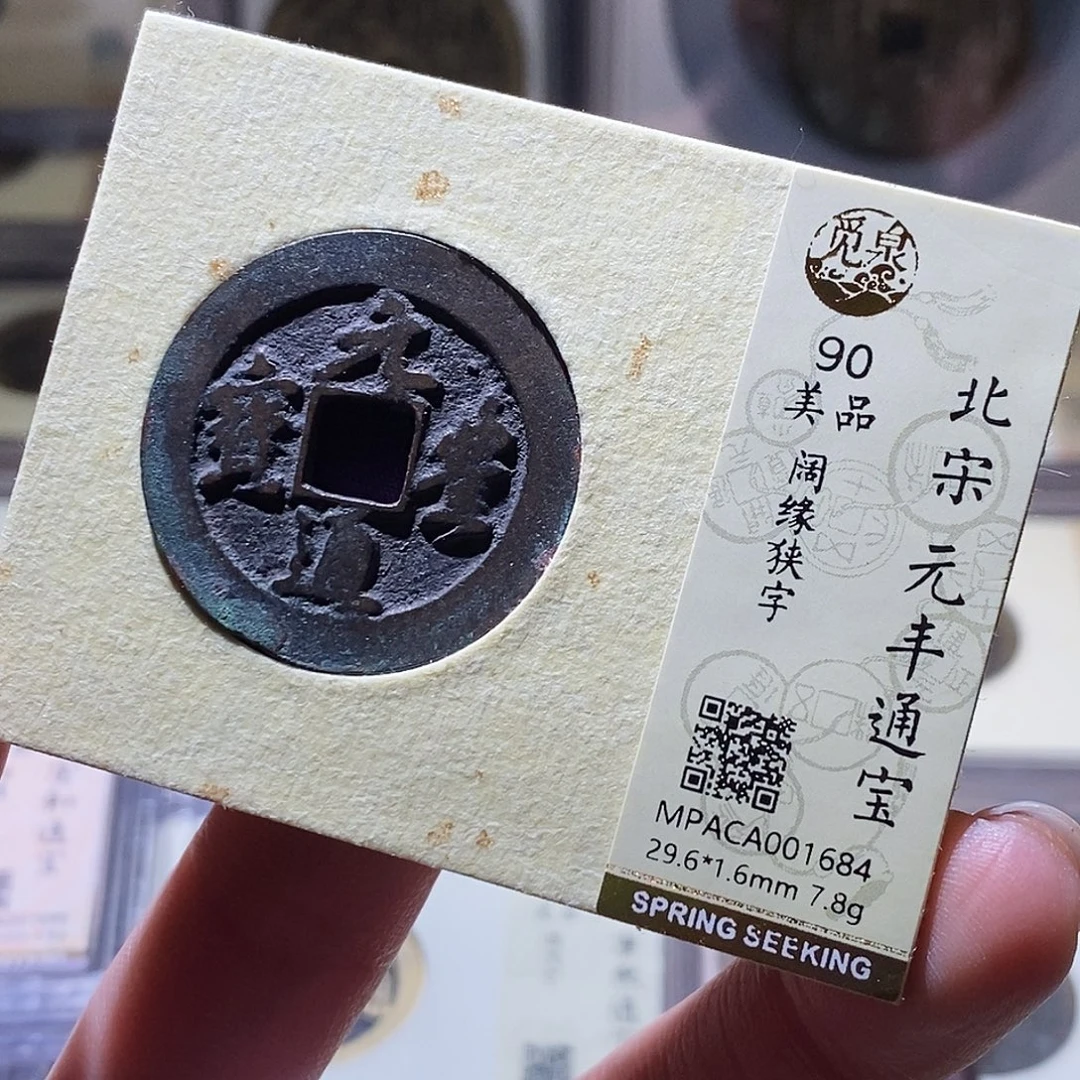 元豐通寶
觅泉
90
美品
阔缘狭字
北宋 元丰通宝
MPACA001684
29.6*1.6mm 7.8g
SPRING SEEKING